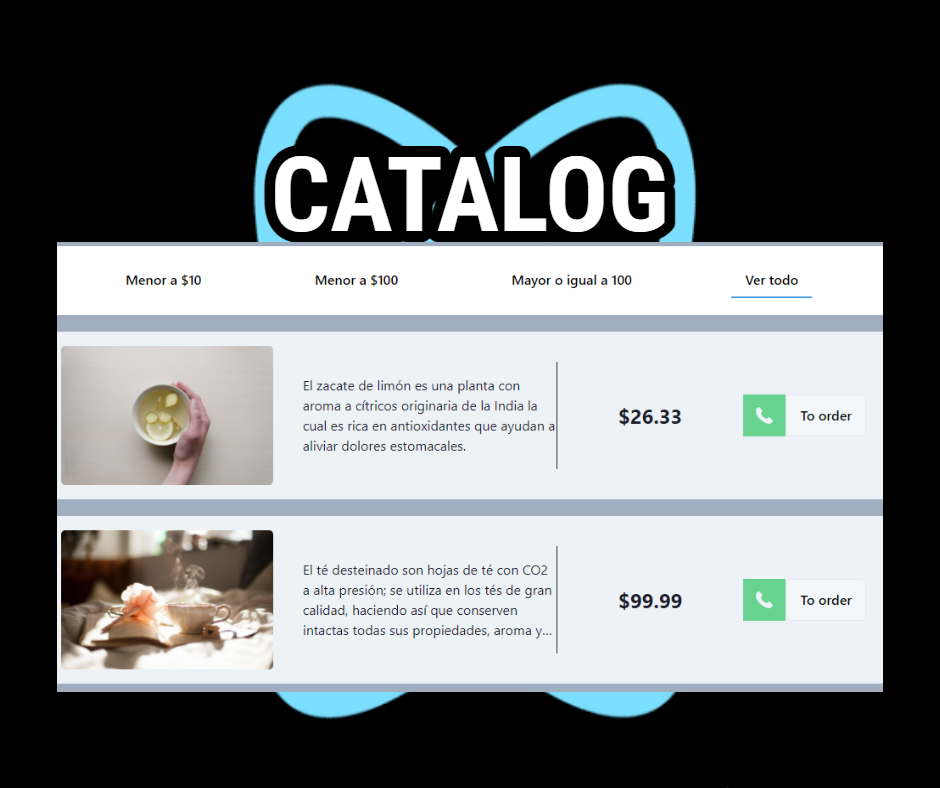 CATALOG
Menor a $10
Menor a $100
Mayor o igual a 100
Ver todo
El zacate de limón es una planta con
aroma a cítricos originaria de la India la
cual es rica en antioxidantes que ayudan a
aliviar dolores estomacales.
$26.33
To order
El té desteinado son hojas de té con CO2
a alta presión; se utiliza en los tés de gran
calidad, haciendo así que conserven
intactas todas sus propiedades, aroma y...
$99.99
To order